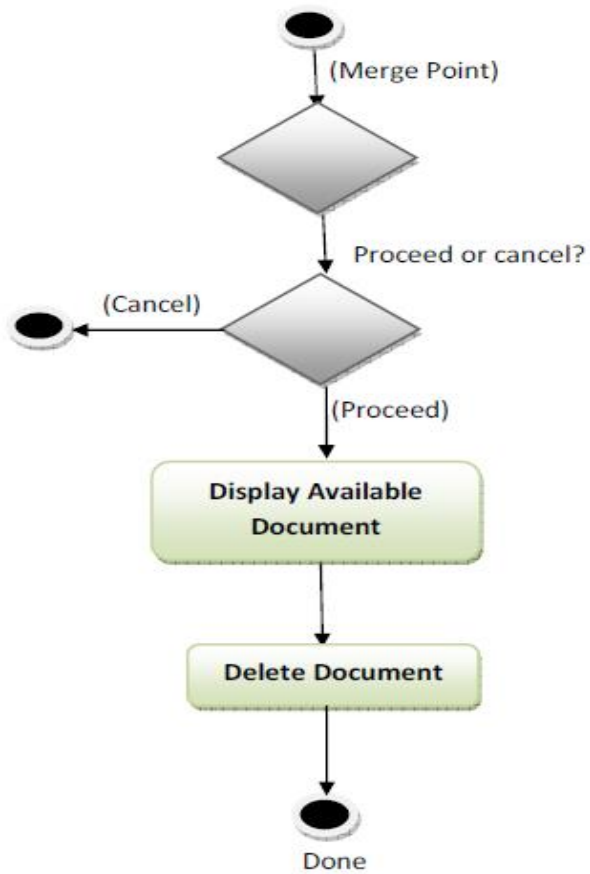 (Merge Point)
Proceed or cancel?
(Cancel)
(Proceed)
Display Available
Document
Delete Document
Done